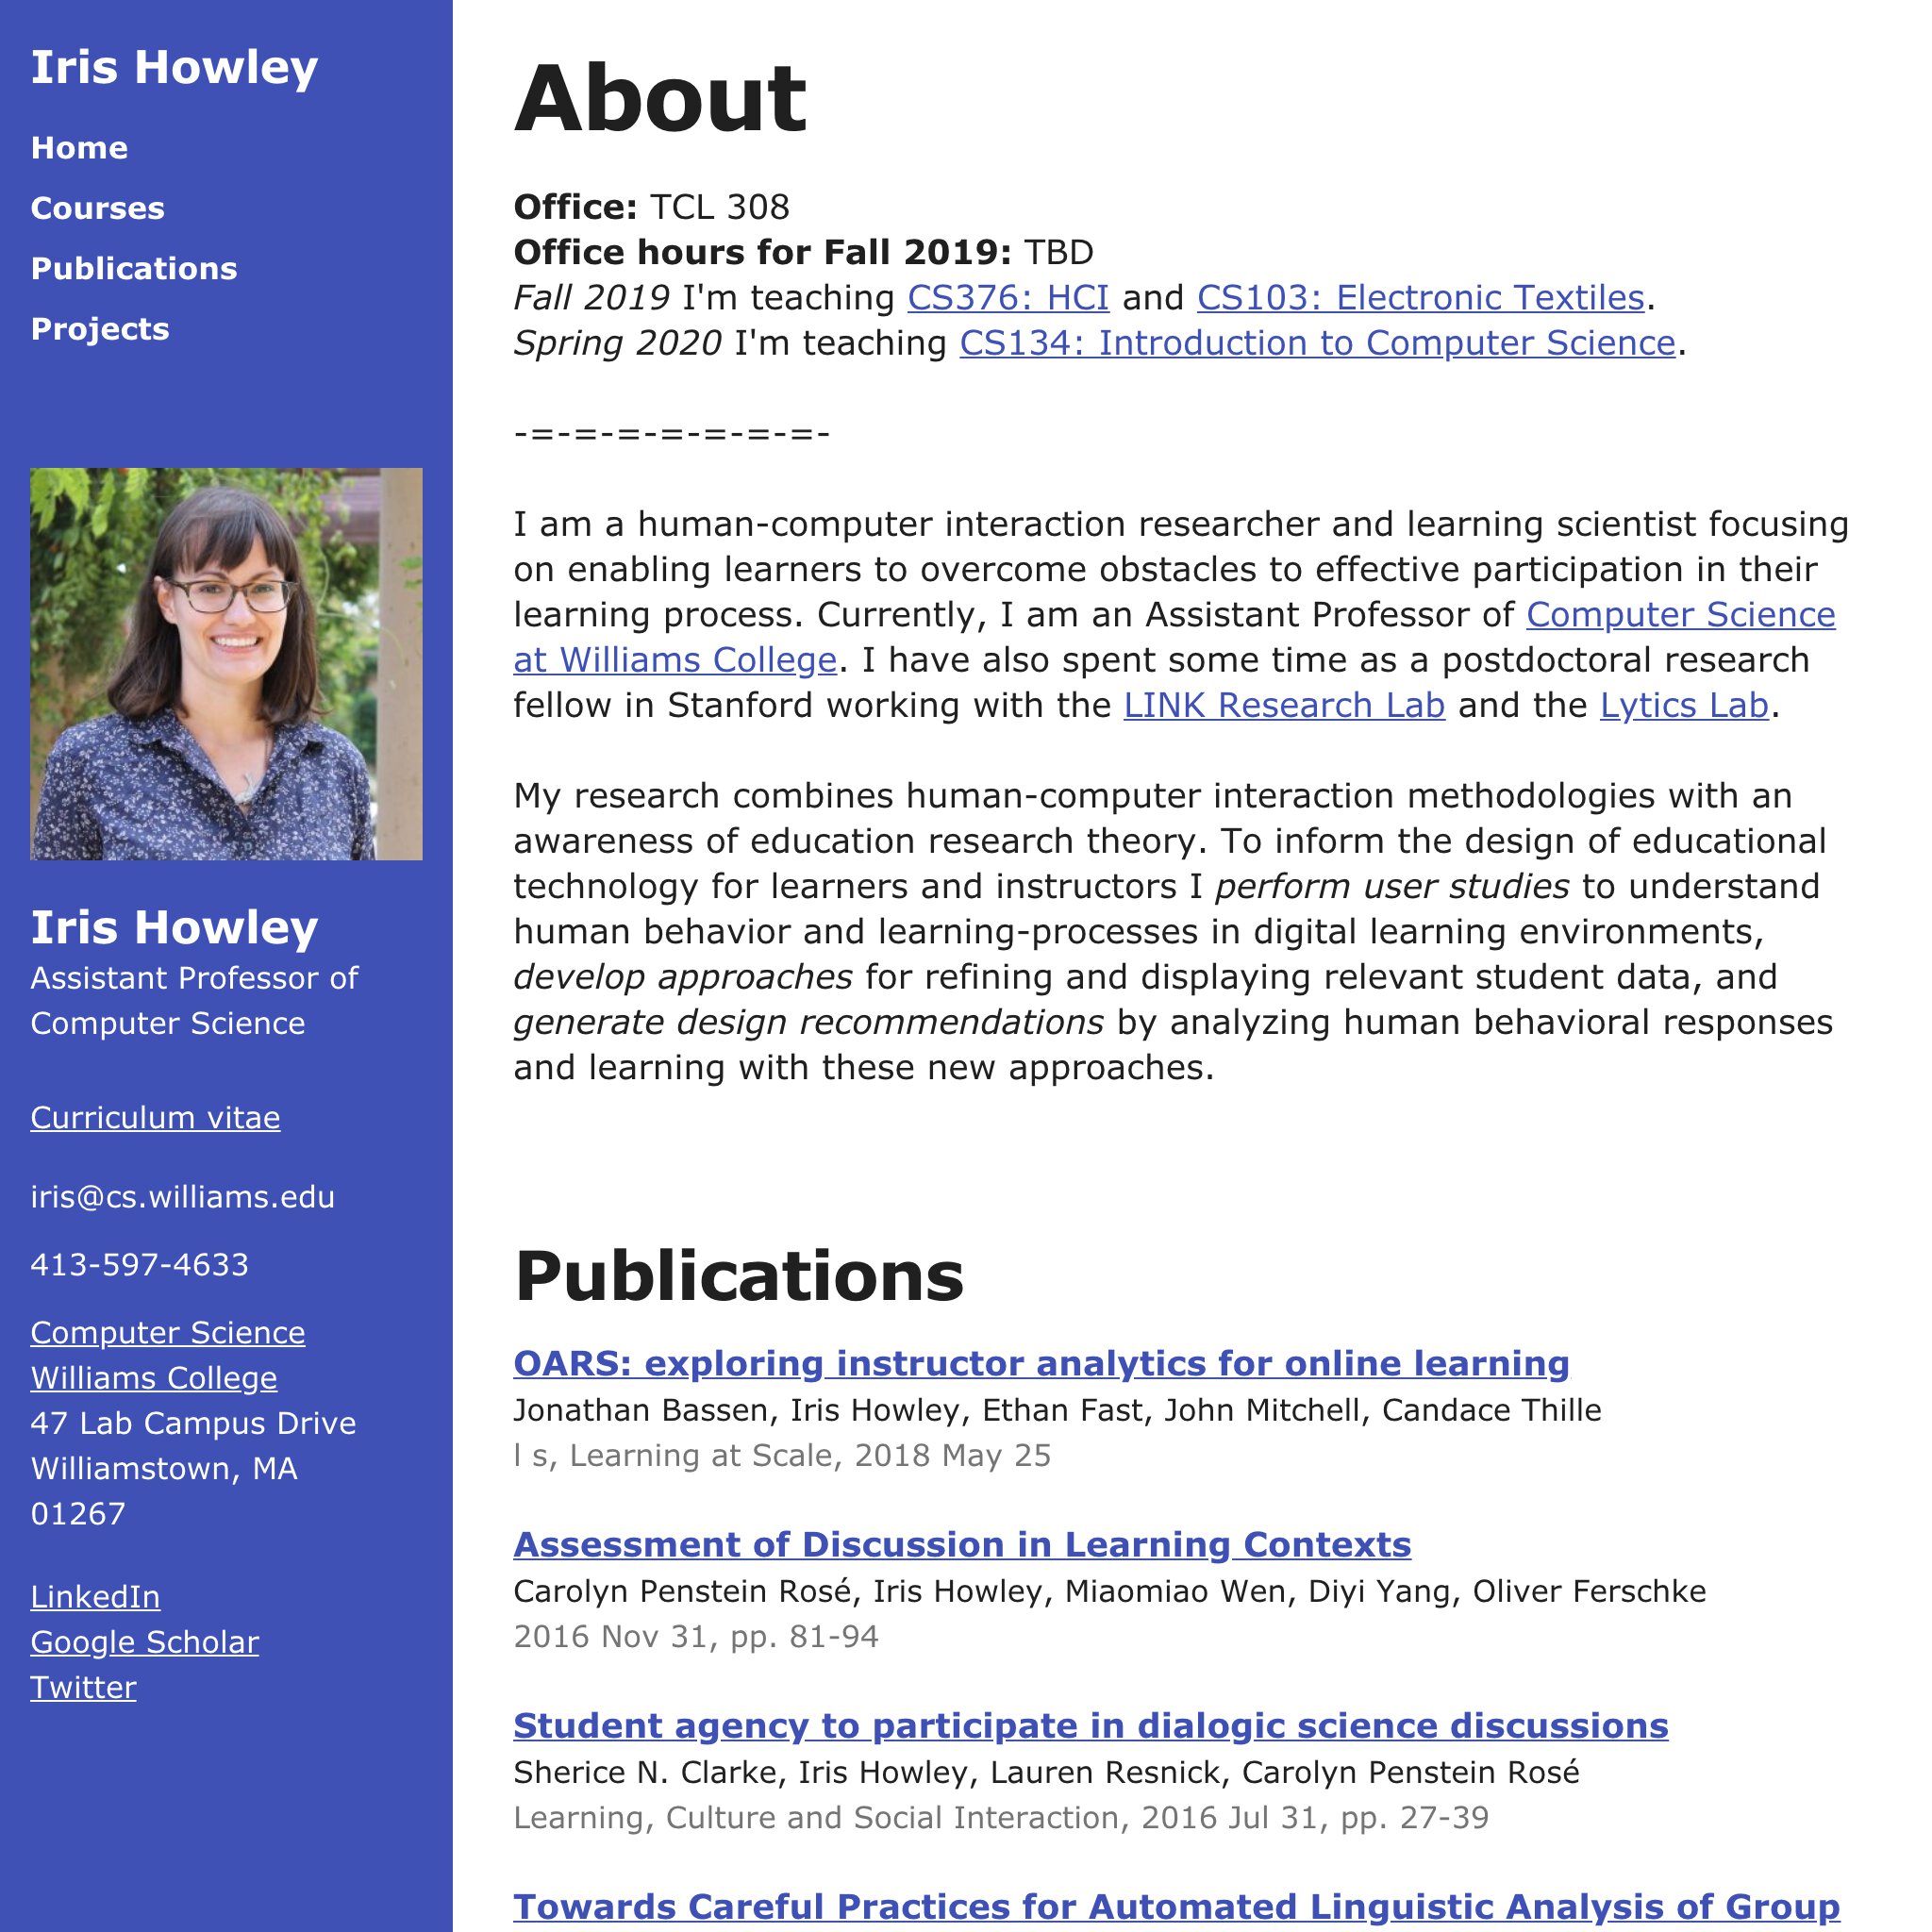 Iris Howley
Home
Courses
Publications
Projects
Iris Howley
Assistant Professor of
Computer Science
Curriculum vitae
iris@cs.williams.edu
413-597-4633
Computer Science
Williams College
47 Lab Campus Drive
Williamstown, MA
01267
LinkedIn
Google Scholar
Twitter
About
Office: TCL 308
Office hours for Fall 2019: TBD
Fall 2019 I'm teaching CS376: HCI and CS103: Electronic Textiles.
Spring 2020 I'm teaching CS134: Introduction to Computer Science.
-=-=-=-=-=-=-=-
I am a human-computer interaction researcher and learning scientist focusing
on enabling learners to overcome obstacles to effective participation in their
learning process. Currently, I am an Assistant Professor of Computer Science
at Williams College. I have also spent some time as a postdoctoral research
fellow in Stanford working with the LINK Research Lab and the Lytics Lab.
My research combines human-computer interaction methodologies with an
awareness of education research theory. To inform the design of educational
technology for learners and instructors I perform user studies to understand
human behavior and learning-processes in digital learning environments,
develop approaches for refining and displaying relevant student data, and
generate design recommendations by analyzing human behavioral responses
and learning with these new approaches.
Publications
OARS: exploring instructor analytics for online learning
Jonathan Bassen, Iris Howley, Ethan Fast, John Mitchell, Candace Thille
l s, Learning at Scale, 2018 May 25
Assessment of Discussion in Learning Contexts
Carolyn Penstein Rosé, Iris Howley, Miaomiao Wen, Diyi Yang, Oliver Ferschke
2016 Nov 31, pp. 81-94
Student agency to participate in dialogic science discussions
Sherice N. Clarke, Iris Howley, Lauren Resnick, Carolyn Penstein Rosé
Learning, Culture and Social Interaction, 2016 Jul 31, pp. 27-39
Towards Careful Practices for Automated Linguistic Analysis of Group